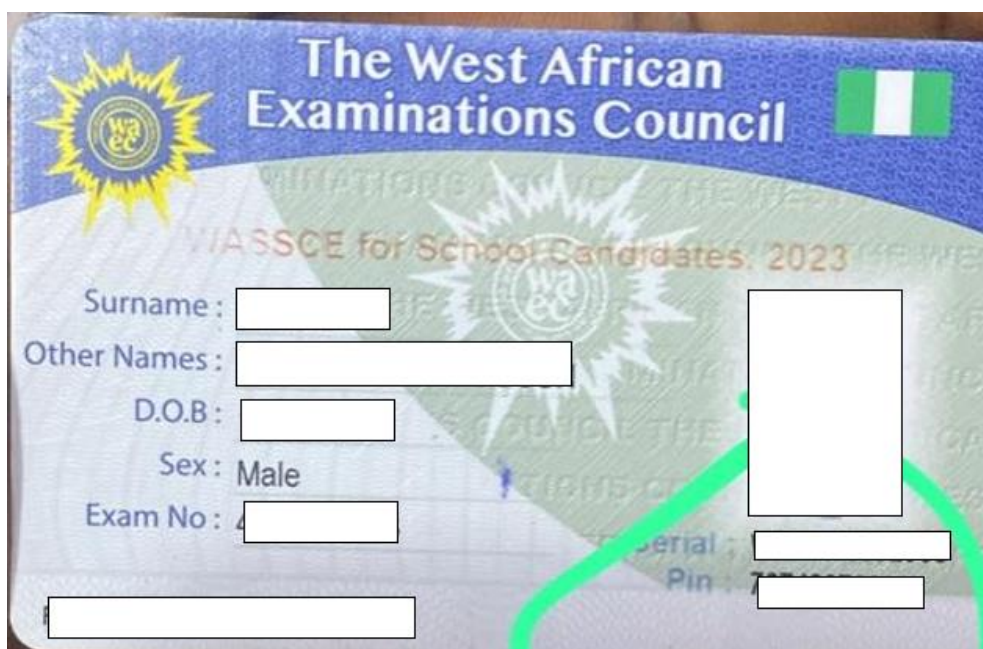 The West African
Examinations Council
WASSCE for School Candidates, 2023
Surname :
Other Names :
D.O.B :
Sex : Male
Exam No :
Serial :
Pin :